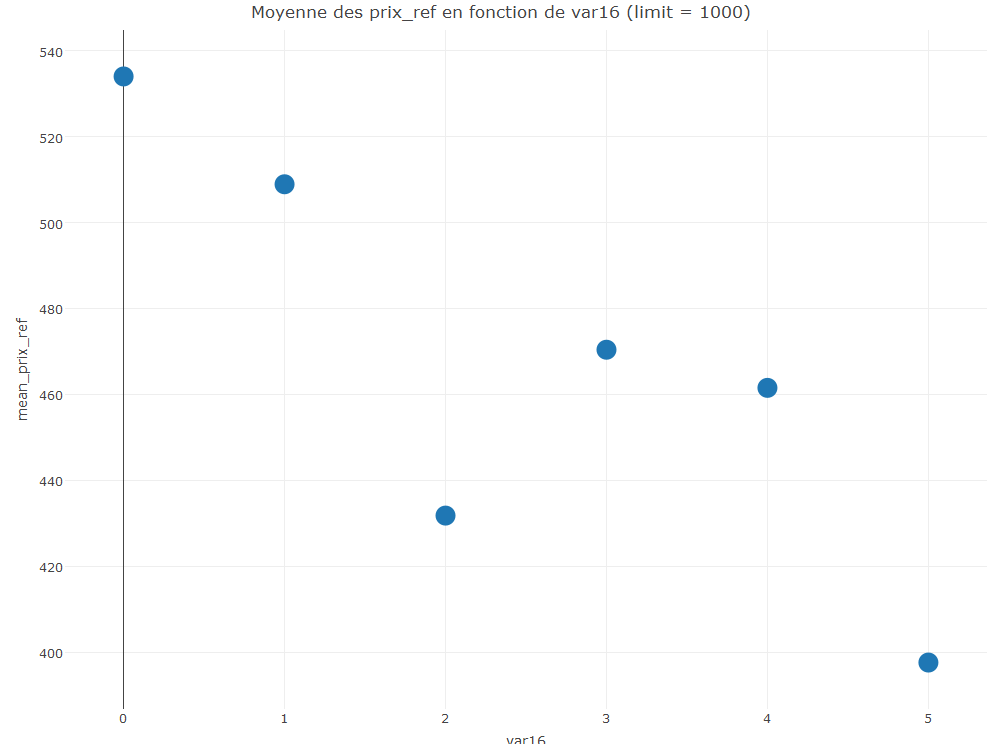 Moyenne des prix_ref en fonction de var16 (limit = 1000)
540
520
500
480
460
440
420
400
mean_prix_ref
0 1 2 3 4 5
var16